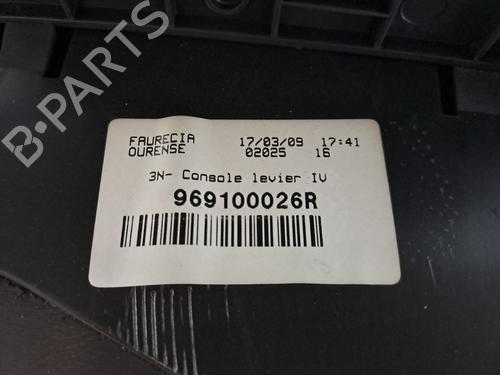 B-PARTS
FAURECIA 17/03/09 17:41
OURENSE 02025 16
3N- Console levier IV
969100026R